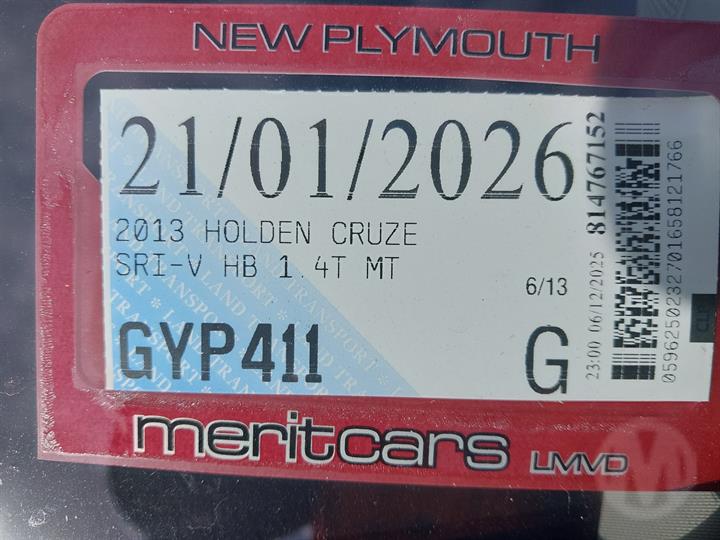 NEW PLYMOUTH
21/01/2026
2013 HOLDEN CRUZE
SRI-V HB 1.4T MT
6/13
GYP411
G
23:00 06/12/2025
814767152
0596250232701658121766
meritcars LMVD